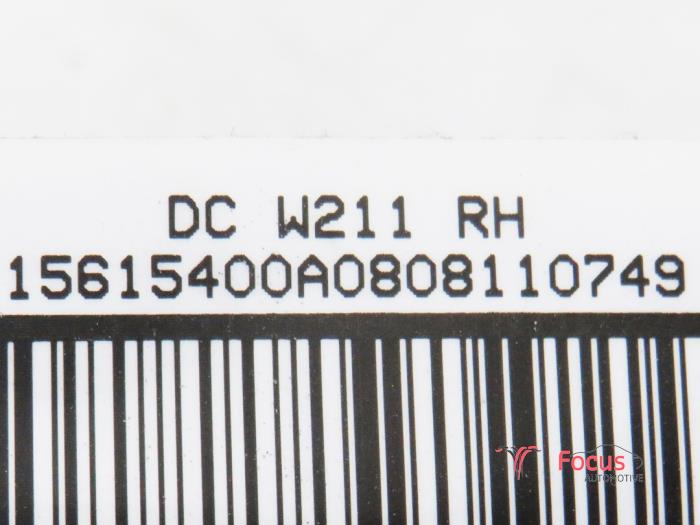 DC W211 RH
15615400A0808110749
Focus
AUTOMOTIVE